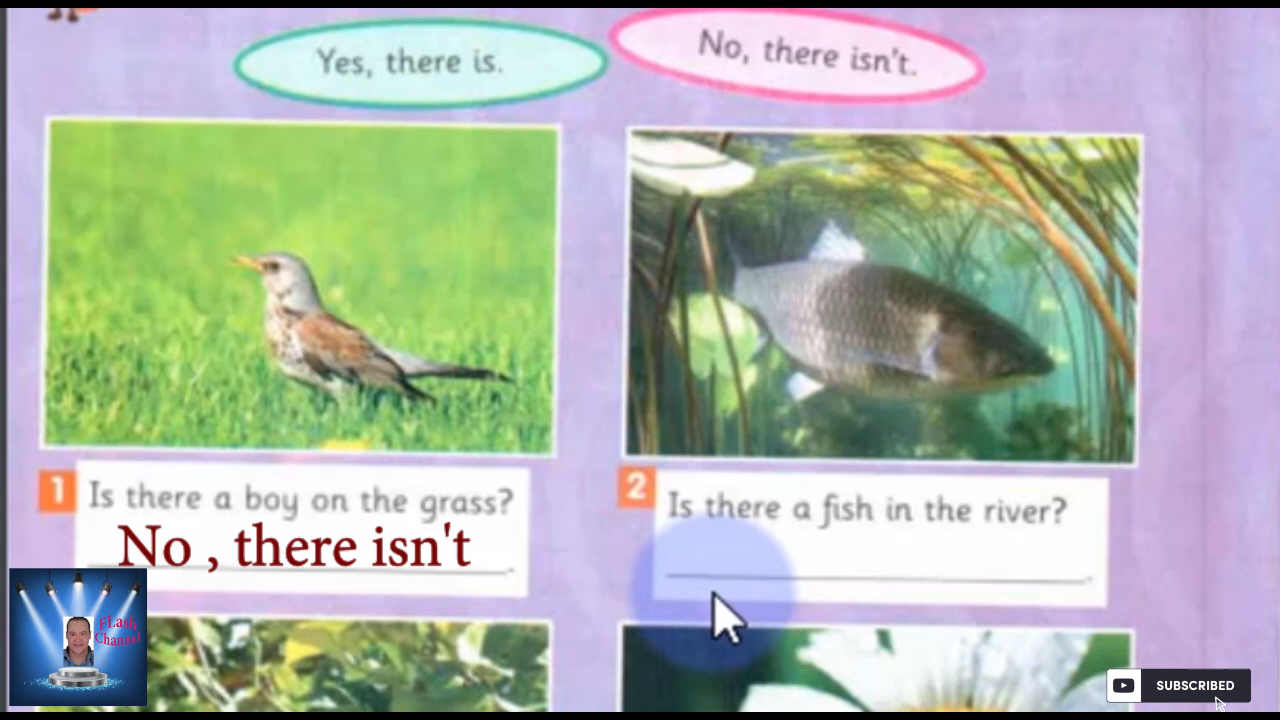 Yes, there is.
No, there isn't.
1
Is there a boy on the grass?
No , there isn't
2
Is there a fish in the river?
FLash
Channel
SUBSCRIBED